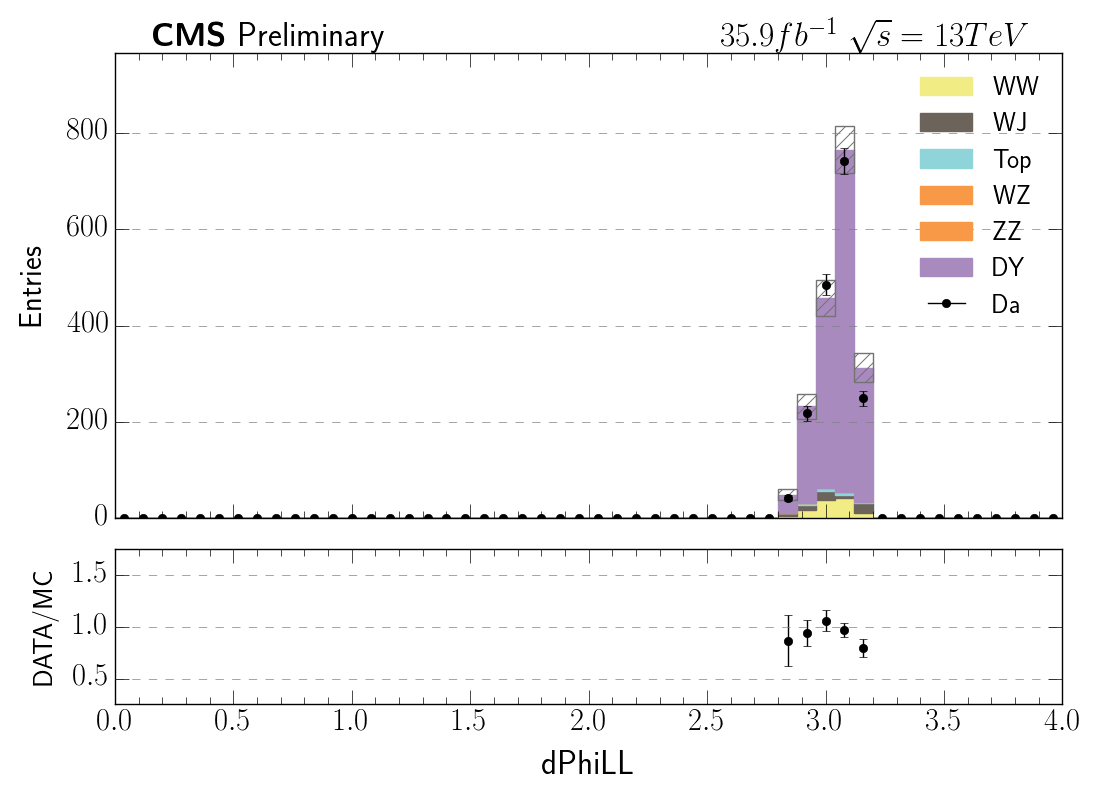 CMS Preliminary
35.9fb⁻¹ √s = 13TeV
Entries
800
600
400
200
0
WW
WJ
Top
WZ
ZZ
DY
Da
DATA/MC
1.5
1.0
0.5
0.0 0.5 1.0 1.5 2.0 2.5 3.0 3.5 4.0
dPhiLL